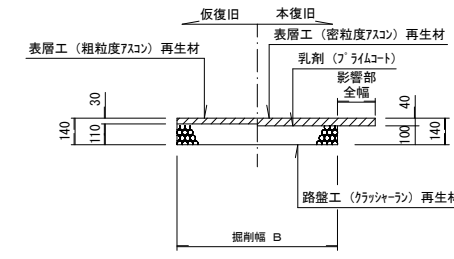 仮復旧
本復旧
表層工（密粒度ｱｽｺﾝ）再生材
表層工（粗粒度ｱｽｺﾝ）再生材
乳剤（ﾌﾟﾗｲﾑｺｰﾄ）
影響部
全幅
30
40
140
110
100
140
路盤工（ｸﾗｯｼｬｰﾗﾝ）再生材
掘削幅 B